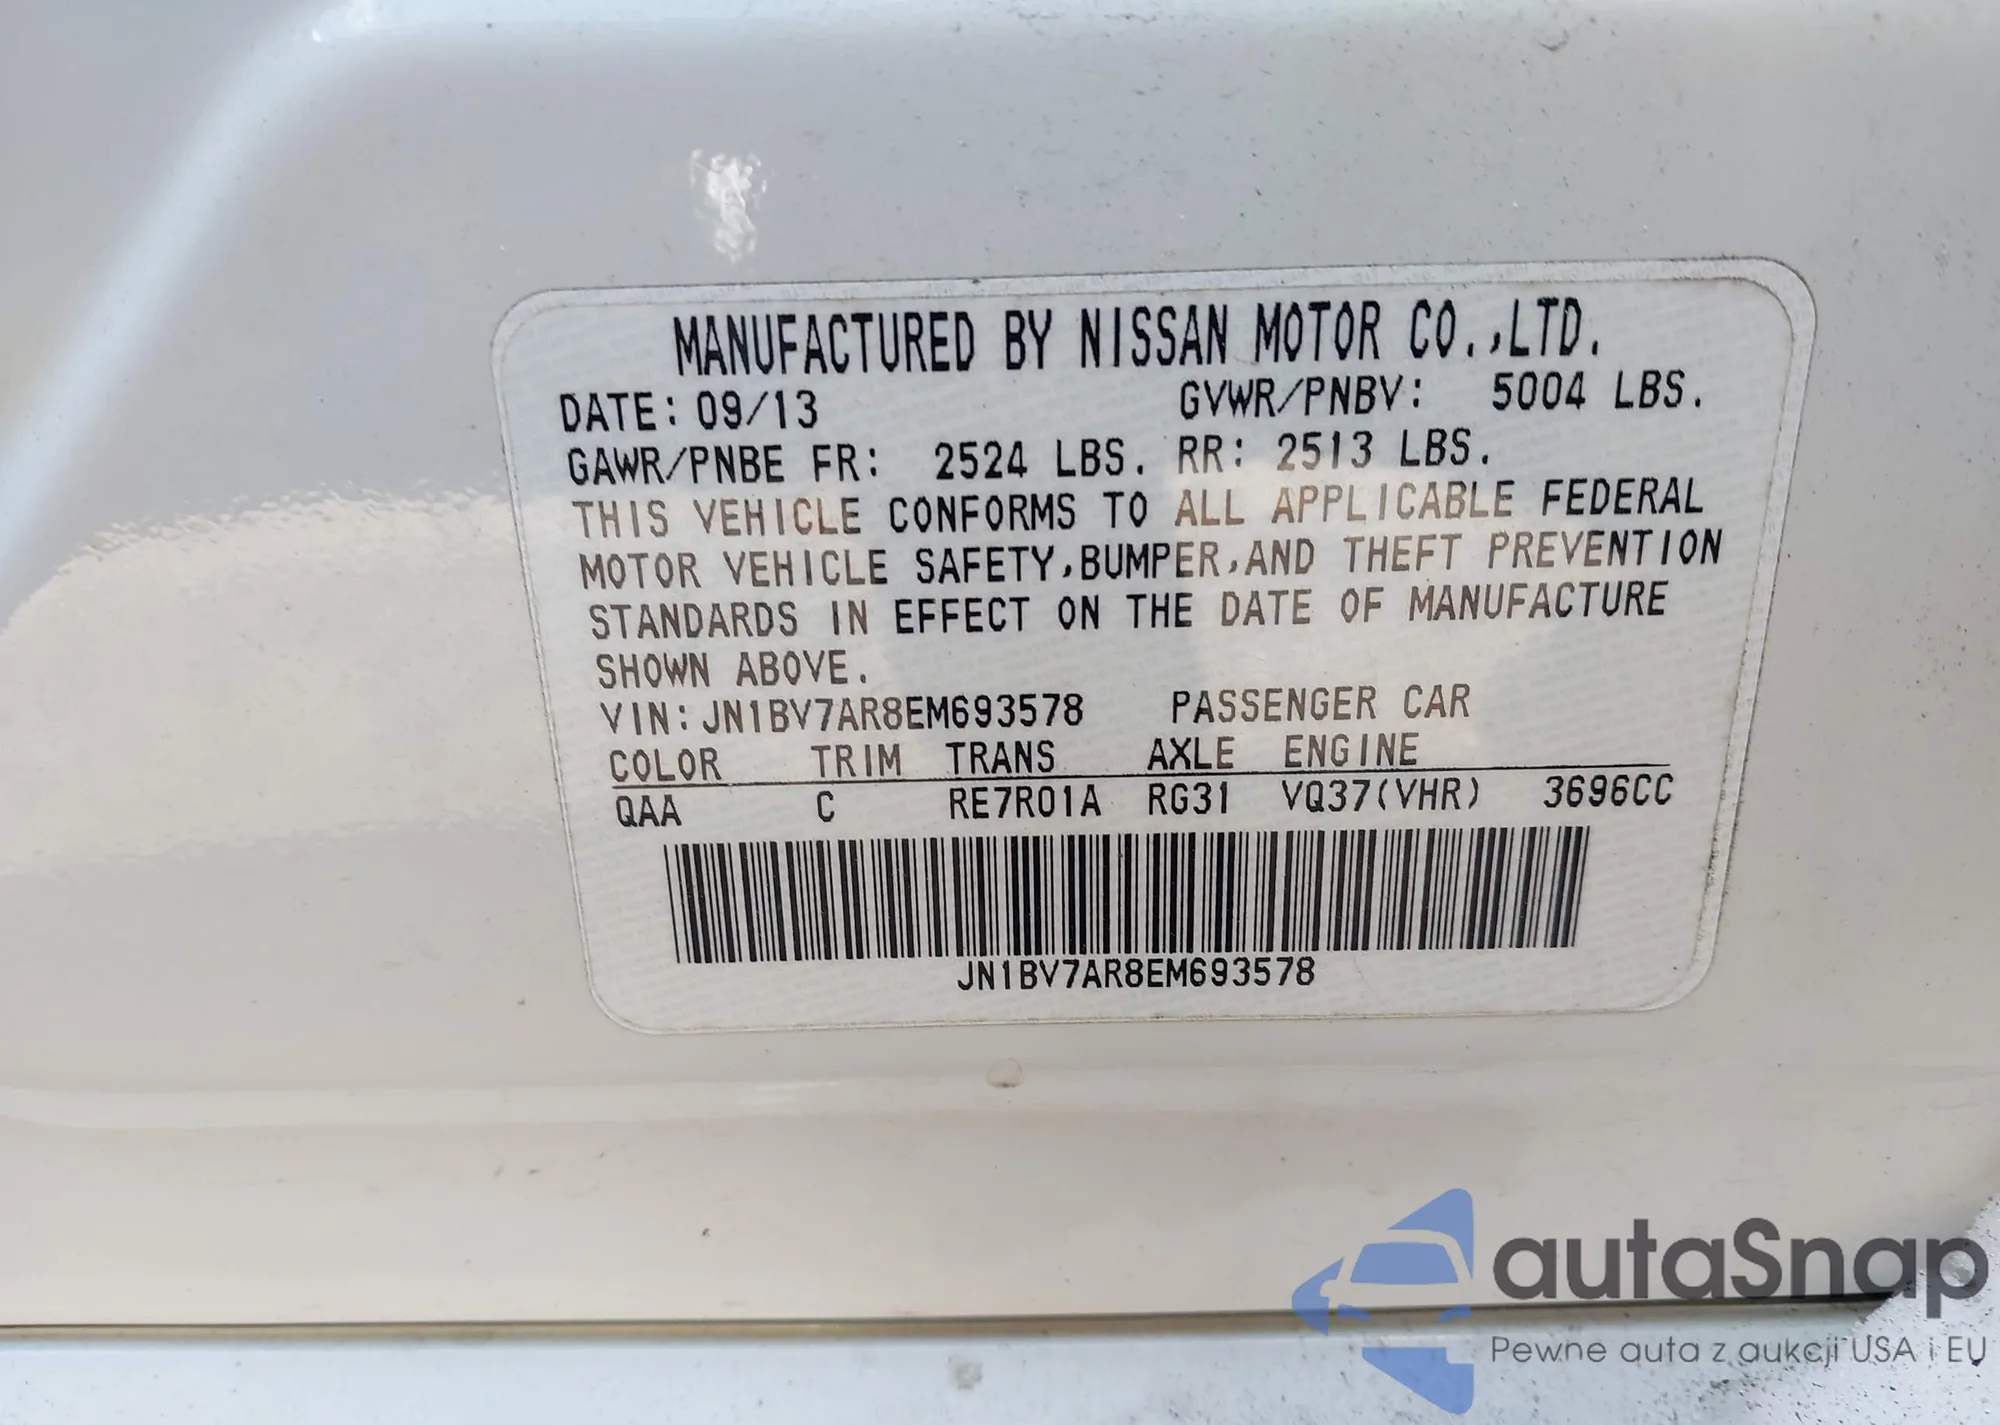 MANUFACTURED BY NISSAN MOTOR CO.,LTD.
DATE: 09/13 GVWR/PNBV: 5004 LBS.
GAWR/PNBE FR: 2524 LBS. RR: 2513 LBS.
THIS VEHICLE CONFORMS TO ALL APPLICABLE FEDERAL
MOTOR VEHICLE SAFETY,BUMPER,AND THEFT PREVENTION
STANDARDS IN EFFECT ON THE DATE OF MANUFACTURE
SHOWN ABOVE.
VIN:JN1BV7AR8EM693578 PASSENGER CAR
COLOR TRIM TRANS AXLE ENGINE
QAA C RE7R01A RG31 VQ37(VHR) 3696CC
JN1BV7AR8EM693578
autaSnap
Pewne auta z aukcji USA i EU